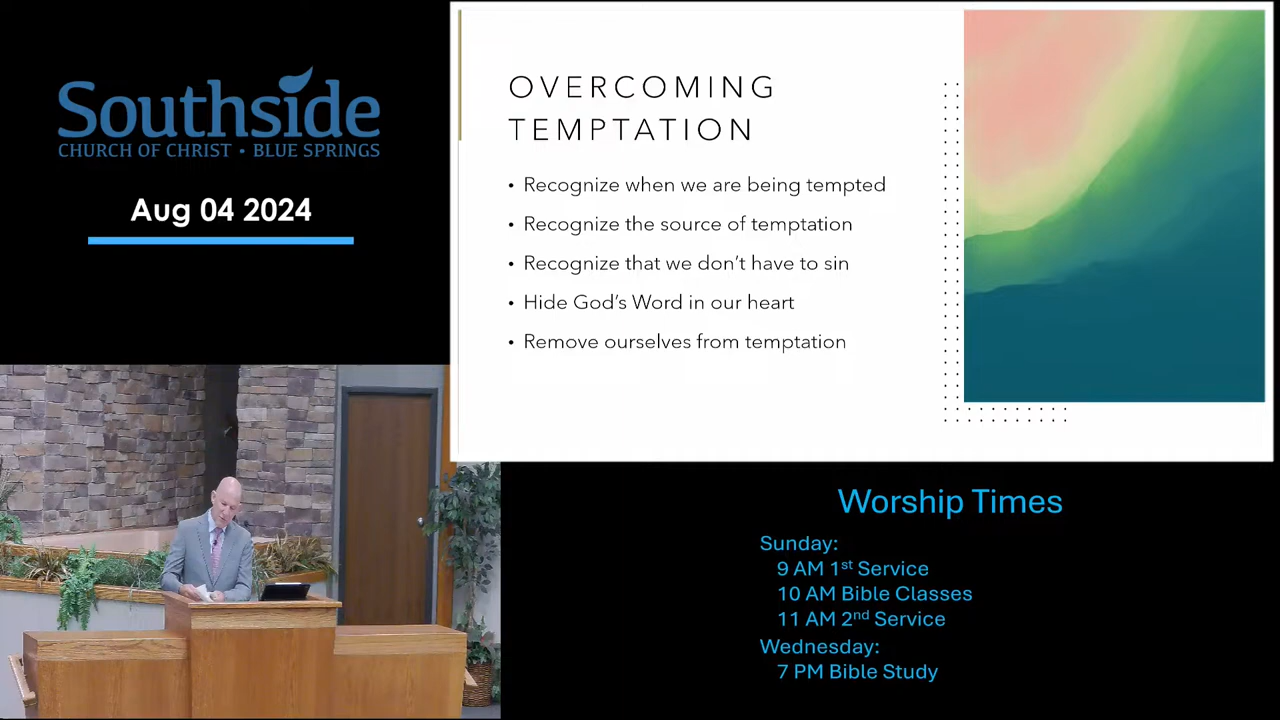 Southside
CHURCH OF CHRIST • BLUE SPRINGS
Aug 04 2024
OVERCOMING
TEMPTATION
• Recognize when we are being tempted
• Recognize the source of temptation
• Recognize that we don't have to sin
• Hide God's Word in our heart
• Remove ourselves from temptation
Worship Times
Sunday:
9 AM 1st Service
10 AM Bible Classes
11 AM 2nd Service
Wednesday:
7 PM Bible Study